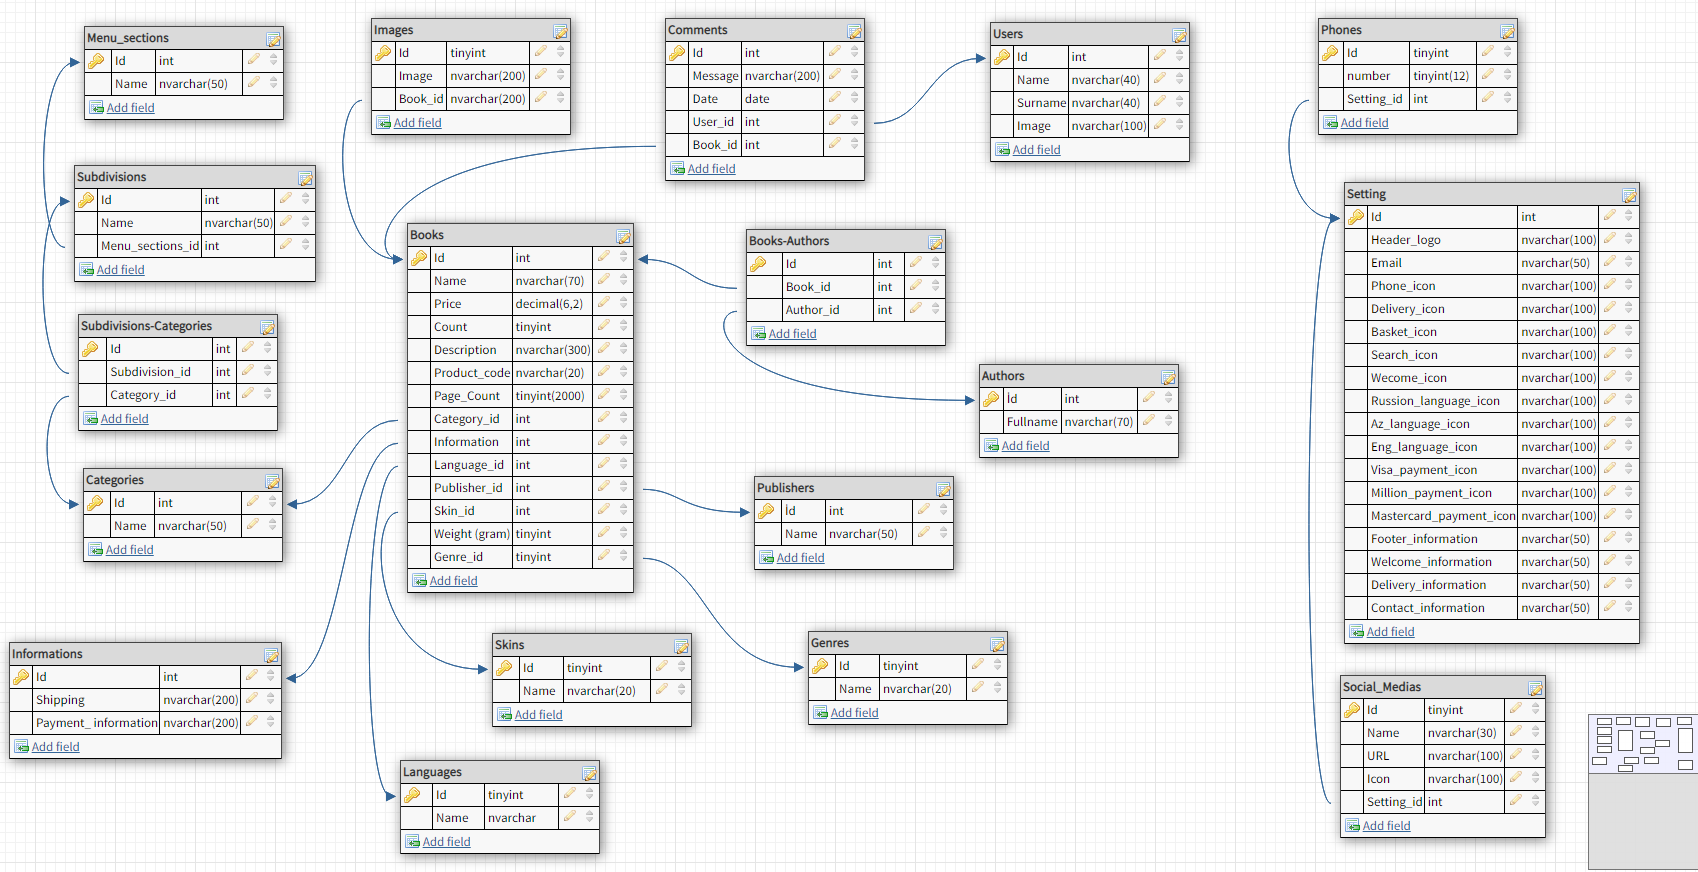 Menu_sections
Id int
Name nvarchar(50)
Add field
Images
Id tinyint
Image nvarchar(200)
Book_id nvarchar(200)
Add field
Comments
Id int
Message nvarchar(200)
Date date
User_id int
Book_id int
Add field
Users
Id int
Name nvarchar(40)
Surname nvarchar(40)
Image nvarchar(100)
Add field
Phones
Id tinyint
number tinyint(12)
Setting_id int
Add field
Subdivisions
Id int
Name nvarchar(50)
Menu_sections_id int
Add field
Setting
Id int
Header_logo nvarchar(100)
Email nvarchar(50)
Phone_icon nvarchar(100)
Delivery_icon nvarchar(100)
Basket_icon nvarchar(100)
Search_icon nvarchar(100)
Wecome_icon nvarchar(100)
Russion_language_icon nvarchar(100)
Az_language_icon nvarchar(100)
Eng_language_icon nvarchar(100)
Visa_payment_icon nvarchar(100)
Million_payment_icon nvarchar(100)
Mastercard_payment_icon nvarchar(100)
Footer_information nvarchar(50)
Welcome_information nvarchar(50)
Delivery_information nvarchar(50)
Contact_information nvarchar(50)
Add field
Books
Id int
Name nvarchar(70)
Price decimal(6,2)
Count tinyint
Description nvarchar(300)
Product_code nvarchar(20)
Page_Count tinyint(2000)
Category_id int
Information int
Language_id int
Publisher_id int
Skin_id int
Weight (gram) tinyint
Genre_id tinyint
Add field
Books-Authors
Id int
Book_id int
Author_id int
Add field
Subdivisions-Categories
Id int
Subdivision_id int
Category_id int
Add field
Authors
İd int
Fullname nvarchar(70)
Add field
Categories
Id int
Name nvarchar(50)
Add field
Publishers
İd int
Name nvarchar(50)
Add field
Informations
Id int
Shipping nvarchar(200)
Payment_ information nvarchar(200)
Add field
Skins
Id tinyint
Name nvarchar(20)
Add field
Genres
Id tinyint
Name nvarchar(20)
Add field
Social_Medias
Id tinyint
Name nvarchar(30)
URL nvarchar(100)
Icon nvarchar(100)
Setting_id int
Add field
Languages
Id tinyint
Name nvarchar
Add field